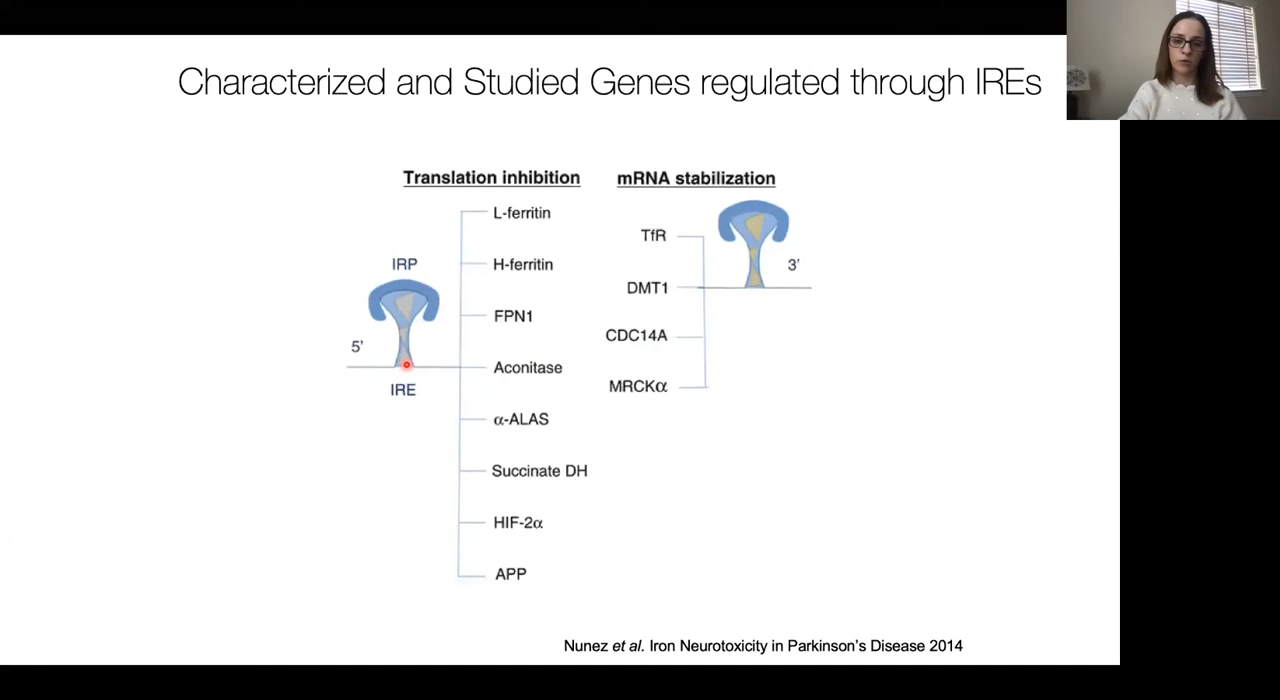 Characterized and Studied Genes regulated through IREs
Translation inhibition
L-ferritin
H-ferritin
FPN1
Aconitase
α-ALAS
Succinate DH
HIF-2α
APP
IRP
5’
IRE
mRNA stabilization
TfR
DMT1
CDC14A
MRCKα
3’
Nunez et al. Iron Neurotoxicity in Parkinson’s Disease 2014